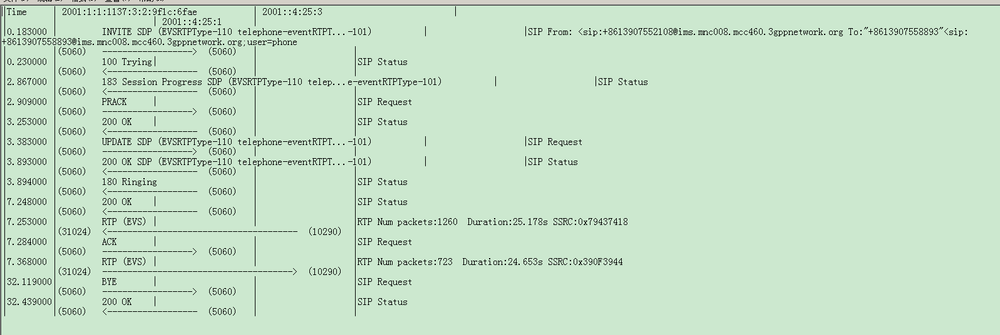 Time 2001:1:1:1137:3:2:9f1c:6fae 2001::4:25:3
2001::4:25:1
0.183000 INVITE SDP (EVSRTPType-110 telephone-eventRTPT...-101) SIP From: <sip:+8613907552108@ims.mnc008.mcc460.3gppnetwork.org To:"+8613907558893"<sip:
+8613907558893@ims.mnc008.mcc460.3gppnetwork.org;user=phone
(5060) ------------------> (5060)
0.230000 100 Trying| SIP Status
(5060) <------------------ (5060)
2.867000 183 Session Progress SDP (EVSRTPType-110 telep...e-eventRTPType-101) | |SIP Status
(5060) <------------------ (5060)
2.909000 PRACK | |SIP Request
(5060) ------------------> (5060)
3.253000 200 OK | |SIP Status
(5060) <------------------ (5060)
3.383000 UPDATE SDP (EVSRTPType-110 telephone-eventRTPT...-101) | |SIP Request
(5060) ------------------> (5060)
3.893000 200 OK SDP (EVSRTPType-110 telephone-eventRTPT...-101) | |SIP Status
(5060) <------------------ (5060)
3.894000 180 Ringing |SIP Status
(5060) <------------------ (5060)
7.248000 200 OK | |SIP Status
(5060) <------------------ (5060)
7.253000 RTP (EVS) | |RTP Num packets:1260 Duration:25.178s SSRC:0x79437418
(31024) <-------------------------------------- (10290)
7.284000 ACK | |SIP Request
(5060) ------------------> (5060)
7.368000 RTP (EVS) | |RTP Num packets:723 Duration:24.653s SSRC:0x390F3944
(31024) --------------------------------------> (10290)
32.119000 BYE | |SIP Request
(5060) ------------------> (5060)
32.439000 200 OK | |SIP Status
(5060) <------------------ (5060)